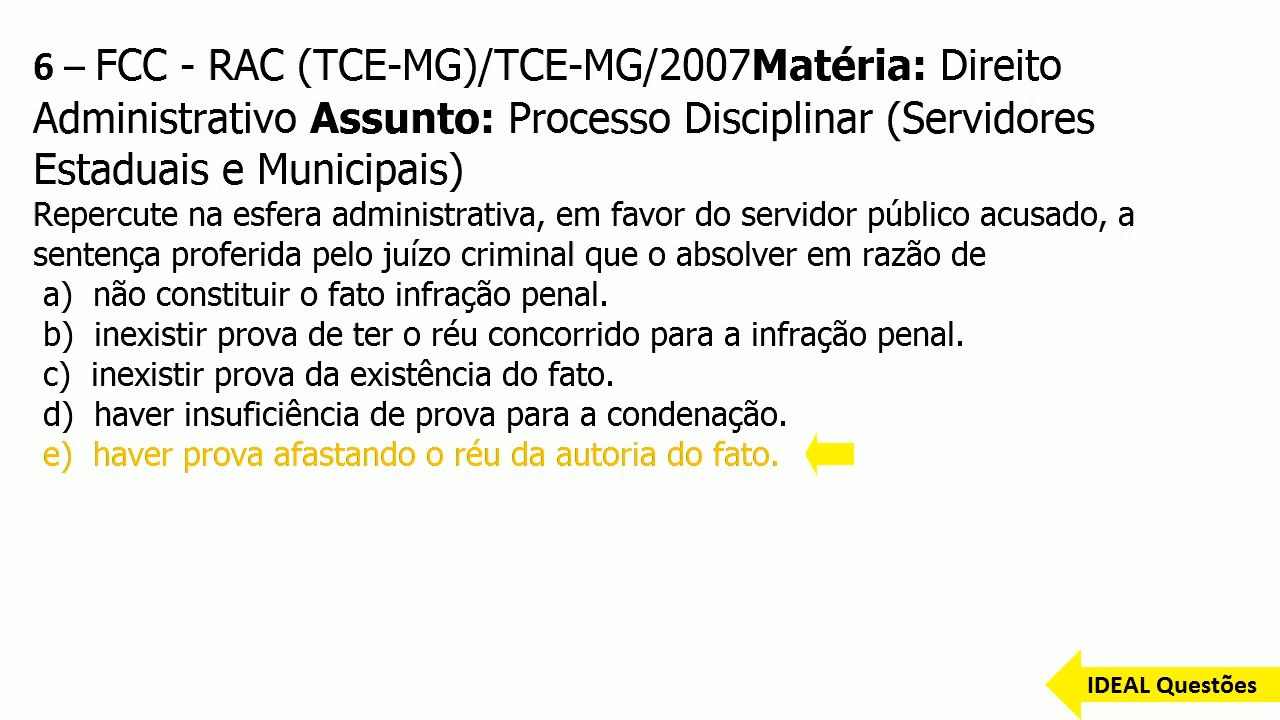 6 – FCC - RAC (TCE-MG)/TCE-MG/2007Matéria: Direito
Administrativo Assunto: Processo Disciplinar (Servidores
Estaduais e Municipais)
Repercute na esfera administrativa, em favor do servidor público acusado, a
sentença proferida pelo juízo criminal que o absolver em razão de
a) não constituir o fato infração penal.
b) inexistir prova de ter o réu concorrido para a infração penal.
c) inexistir prova da existência do fato.
d) haver insuficiência de prova para a condenação.
e) haver prova afastando o réu da autoria do fato.
IDEAL Questões